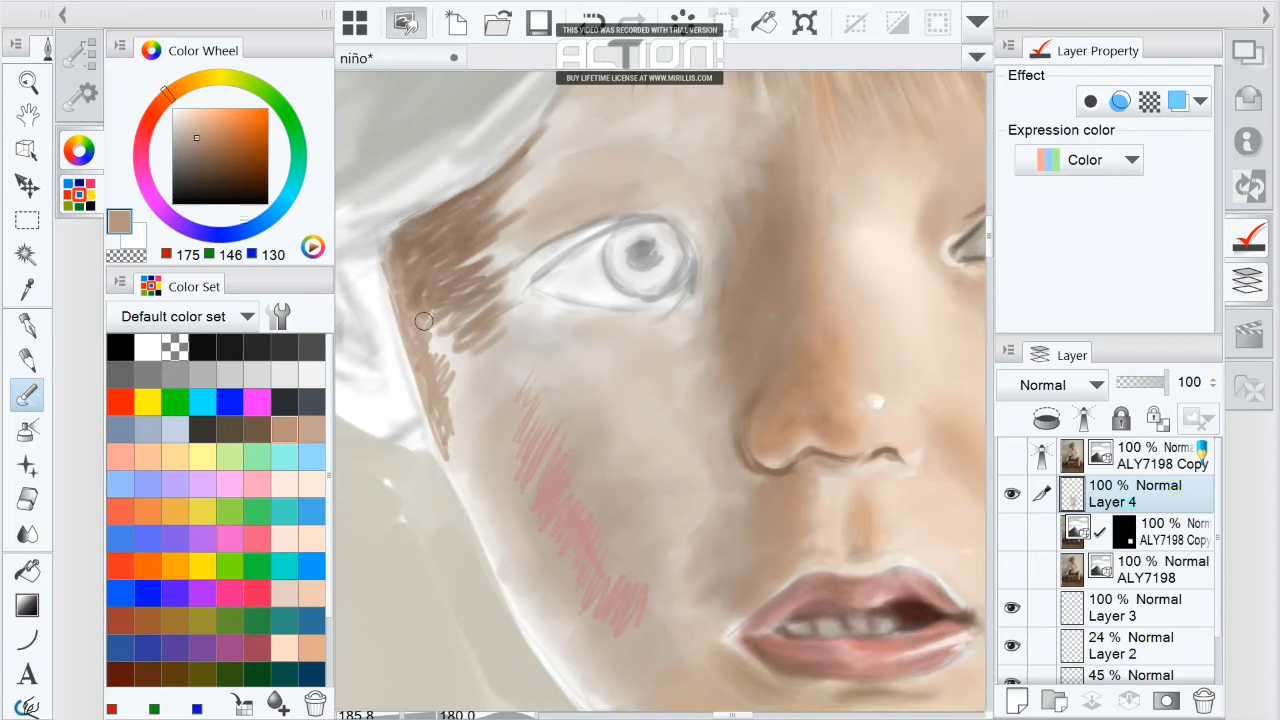 Color Wheel
175 146 130
Color Set
Default color set
niño*
THIS VIDEO WAS RECORDED WITH TRIAL VERSION
ACTION!
BUY LIFETIME LICENSE AT WWW.MIRILLIS.COM
185.8 180.0
Layer Property
Effect
Expression color
Color
Layer
Normal 100
100 % Normal
ALY7198 Copy
100 % Normal
Layer 4
100 % Norm
ALY7198 Copy
100 % Normal
ALY7198
100 % Normal
Layer 3
24 % Normal
Layer 2
45 % Normal
A